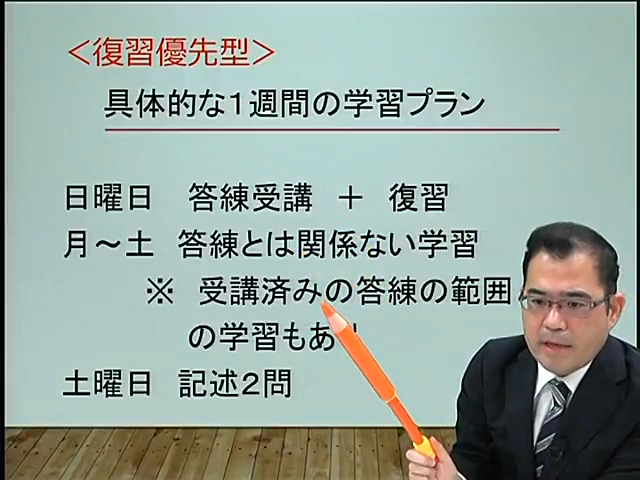 ＜復習優先型＞
具体的な１週間の学習プラン
日曜日　答練受講　＋　復習
月～土　答練とは関係ない学習
※　受講済みの答練の範囲
の学習もあり
土曜日　記述２問